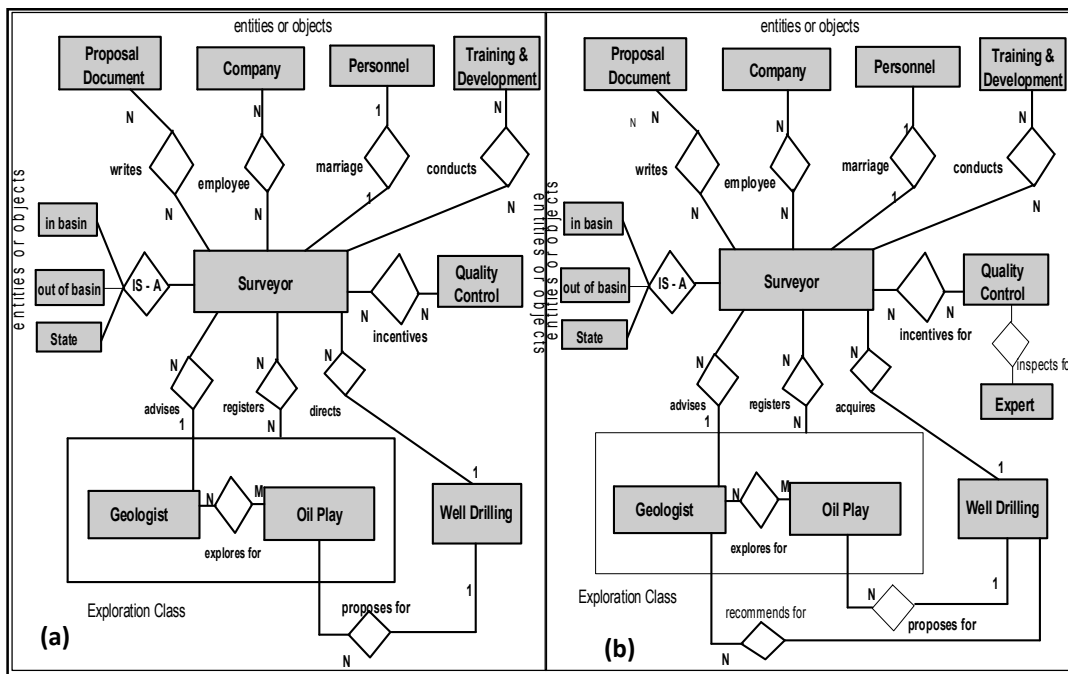 entities or objects
Proposal
Document
Company
Personnel
Training &
Development
N
N
1
N
writes
employee
marriage
conducts
N
N
1
N
entities or objects
in basin
out of basin
State
IS - A
Surveyor
N
N
incentives
Quality
Control
N
N
N
advises
registers
directs
1
N
Geologist
N
M
Oil Play
explores for
1
Well Drilling
Exploration Class
proposes for
1
N
(a)
entities or objects
Proposal
Document
Company
Personnel
Training &
Development
N
N
N
1
N
writes
employee
marriage
conducts
N
N
1
N
entities or objects
entities or objects
in basin
out of basin
State
IS - A
Surveyor
N
N
incentives for
Quality
Control
inspects fo
Expert
N
N
N
advises
registers
acquires
1
N
Geologist
N
M
Oil Play
explores for
1
Well Drilling
Exploration Class
N
1
proposes for
recommends for
N
(b)